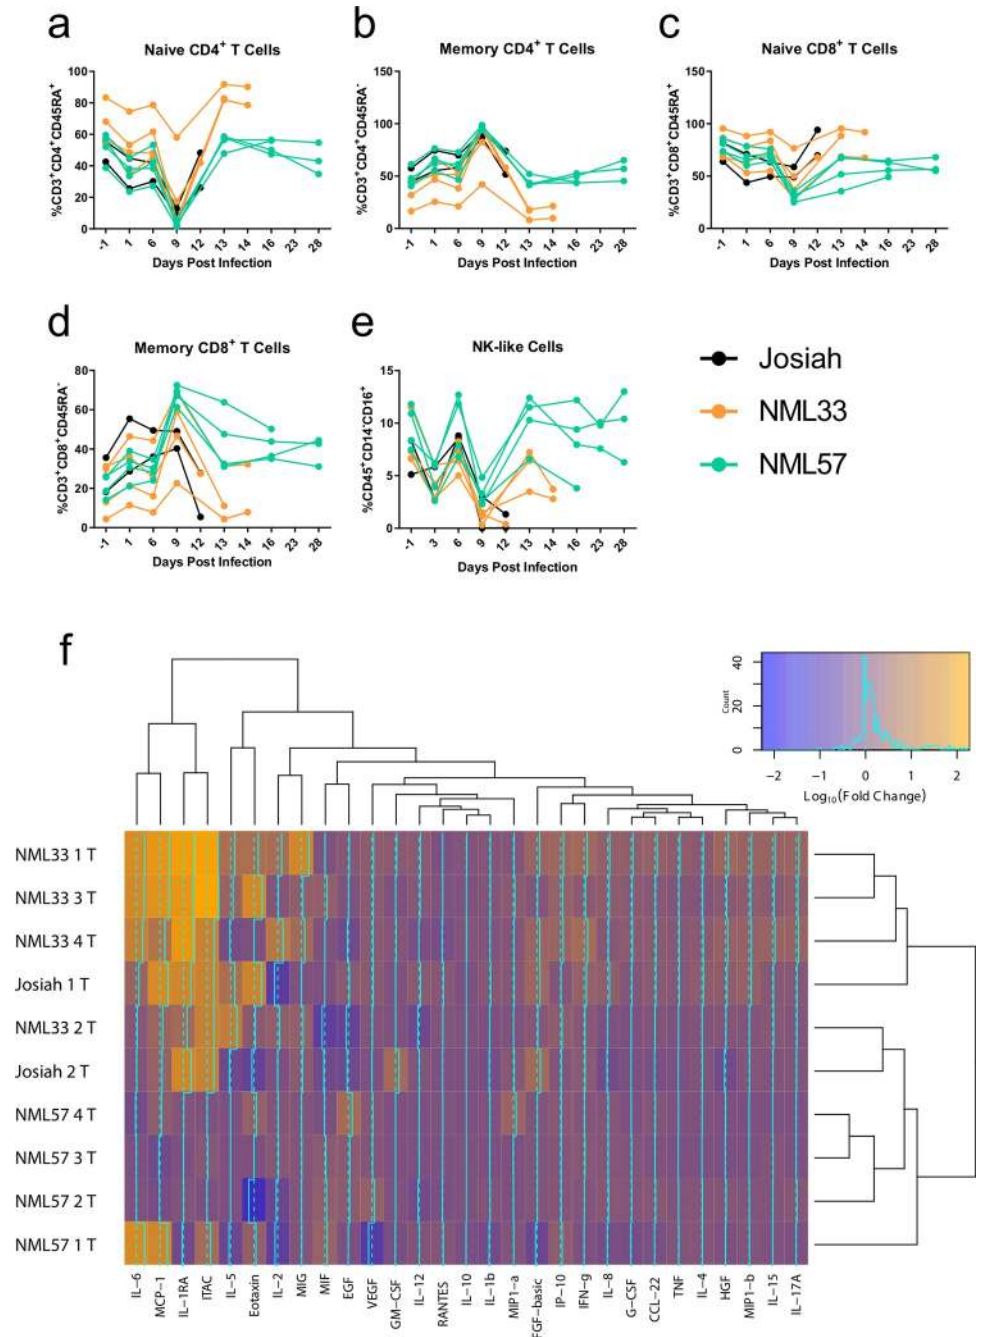 a
Naive CD4+ T Cells
%CD3+CD4+CD45RA+
100
80
60
40
20
0
-1 1 6 9 12 13 14 16 23 28
Days Post Infection
b
Memory CD4+ T Cells
%CD3+CD4+CD45RA-
150
100
50
0
-1 1 6 9 12 13 14 16 23 28
Days Post Infection
c
Naive CD8+ T Cells
%CD3+CD8+CD45RA+
150
100
50
0
-1 1 6 9 12 13 14 16 23 28
Days Post Infection
d
Memory CD8+ T Cells
%CD3+CD8+CD45RA-
80
60
40
20
0
-1 1 6 9 12 13 14 16 23 28
Days Post Infection
e
NK-like Cells
%CD45+CD14-CD16+
15
10
5
0
-1 3 6 9 12 13 14 16 23 28
Days Post Infection
Josiah
NML33
NML57
f
Count
40
20
0
-2 -1 0 1 2
Log10(Fold Change)
NML33 1 T
NML33 3 T
NML33 4 T
Josiah 1 T
NML33 2 T
Josiah 2 T
NML57 4 T
NML57 3 T
NML57 2 T
NML57 1 T
IL-6
MCP-1
IL-1RA
ITAC
IL-5
Eotaxin
IL-2
MIG
MIF
EGF
VEGF
GM-CSF
IL-12
RANTES
IL-10
IL-1b
MIP1-a
FGF-basic
IP-10
IFN-g
IL-8
G-CSF
CCL-22
TNF
IL-4
HGF
MIP1-b
IL-15
IL-17A